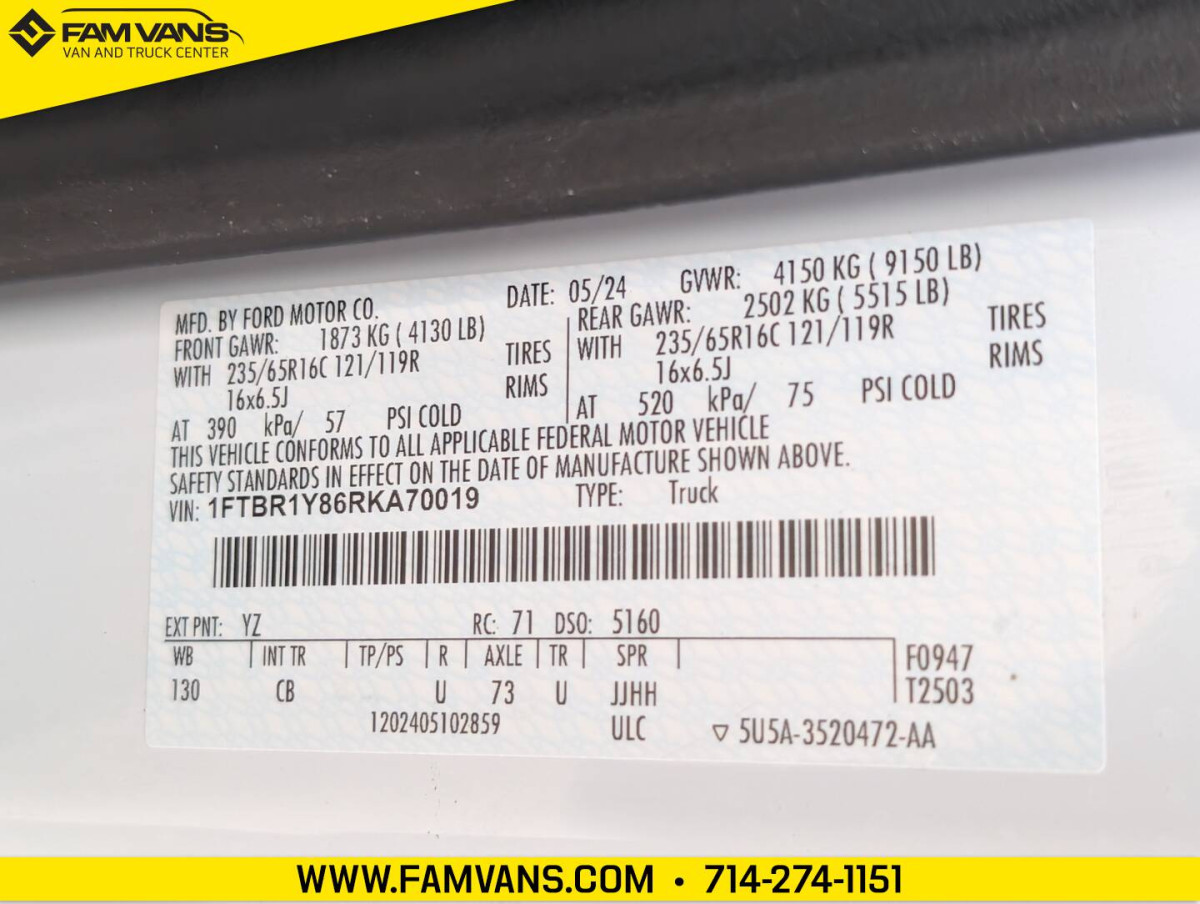 FAM VANS
VAN AND TRUCK CENTER
MFD. BY FORD MOTOR CO. DATE: 05/24 GVWR: 4150 KG ( 9150 LB)
FRONT GAWR: 1873 KG ( 4130 LB) REAR GAWR: 2502 KG ( 5515 LB)
WITH 235/65R16C 121/119R TIRES WITH 235/65R16C 121/119R TIRES
16x6.5J RIMS 16x6.5J RIMS
AT 390 kPa/ 57 PSI COLD AT 520 kPa/ 75 PSI COLD
THIS VEHICLE CONFORMS TO ALL APPLICABLE FEDERAL MOTOR VEHICLE
SAFETY STANDARDS IN EFFECT ON THE DATE OF MANUFACTURE SHOWN ABOVE.
VIN: 1FTBR1Y86RKA70019 TYPE: Truck
EXT PNT: YZ RC: 71 DSO: 5160
WB INT TR TP/PS R AXLE TR SPR F0947
130 CB U 73 U JJHH T2503
1202405102859 ULC ▽ 5U5A-3520472-AA
WWW.FAMVANS.COM • 714-274-1151